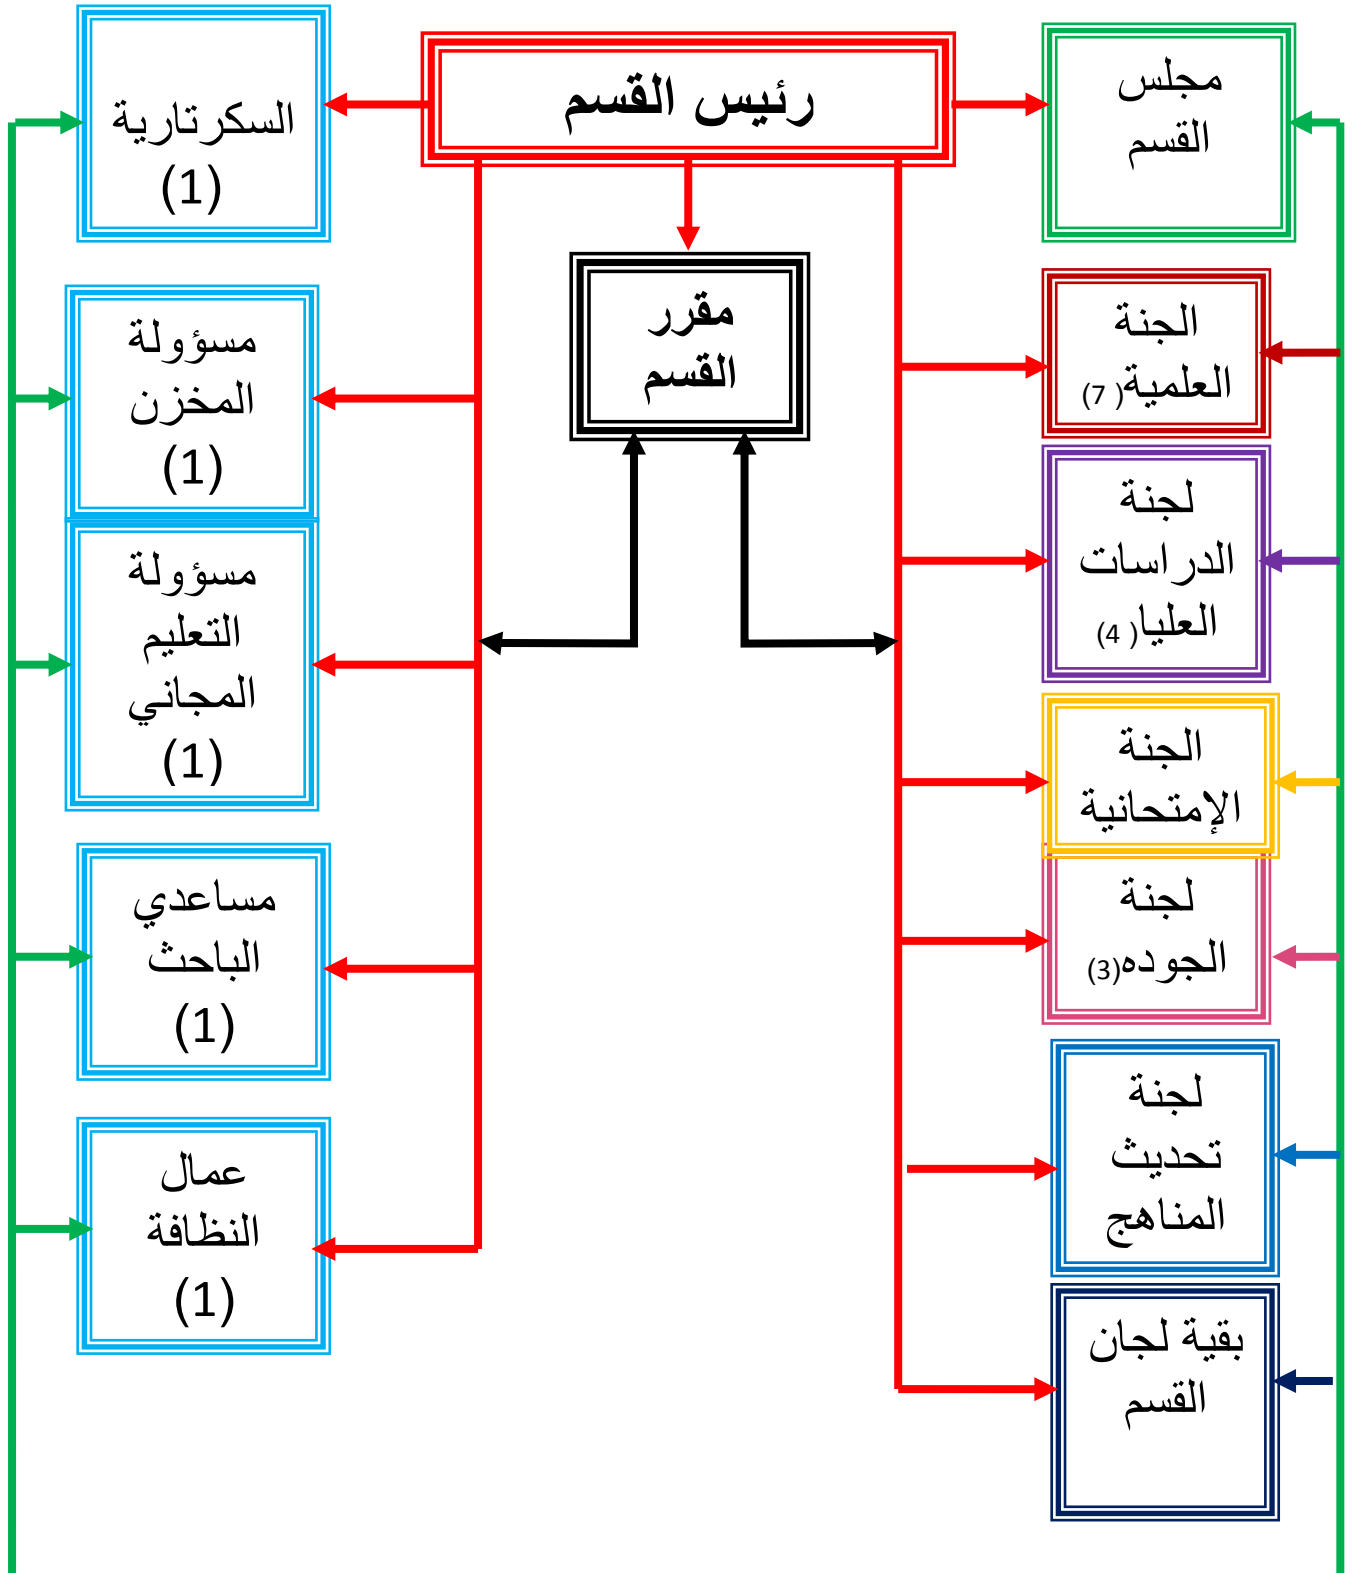 رئيس القسم
مجلس
القسم
السكرتارية
(1)
مقرر
القسم
الجنة
العلمية( 7)
لجنة
الدراسات
العليا( 4)
الجنة
الإمتحانية
لجنة
الجوده(3)
لجنة
تحديث
المناهج
بقية لجان
القسم
مسؤولة
المخزن
(1)
مسؤولة
التعليم
المجاني
(1)
مساعدي
الباحث
(1)
عمال
النظافة
(1)